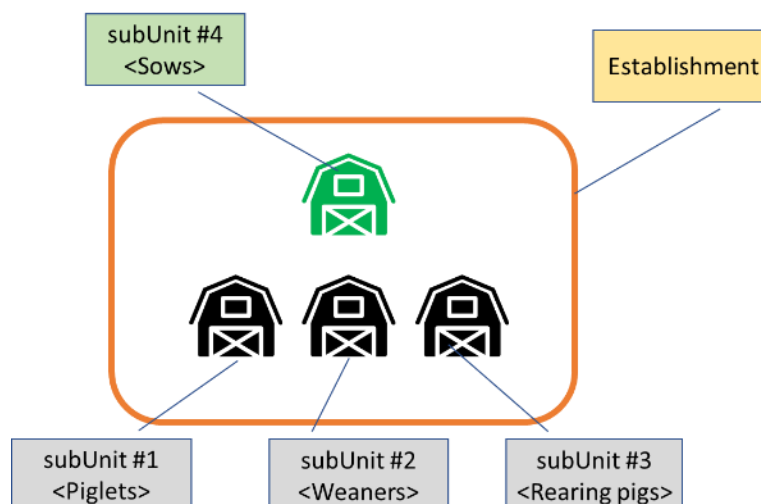 subUnit #4
<Sows>
Establishment
subUnit #1
<Piglets>
subUnit #2
<Weaners>
subUnit #3
<Rearing pigs>